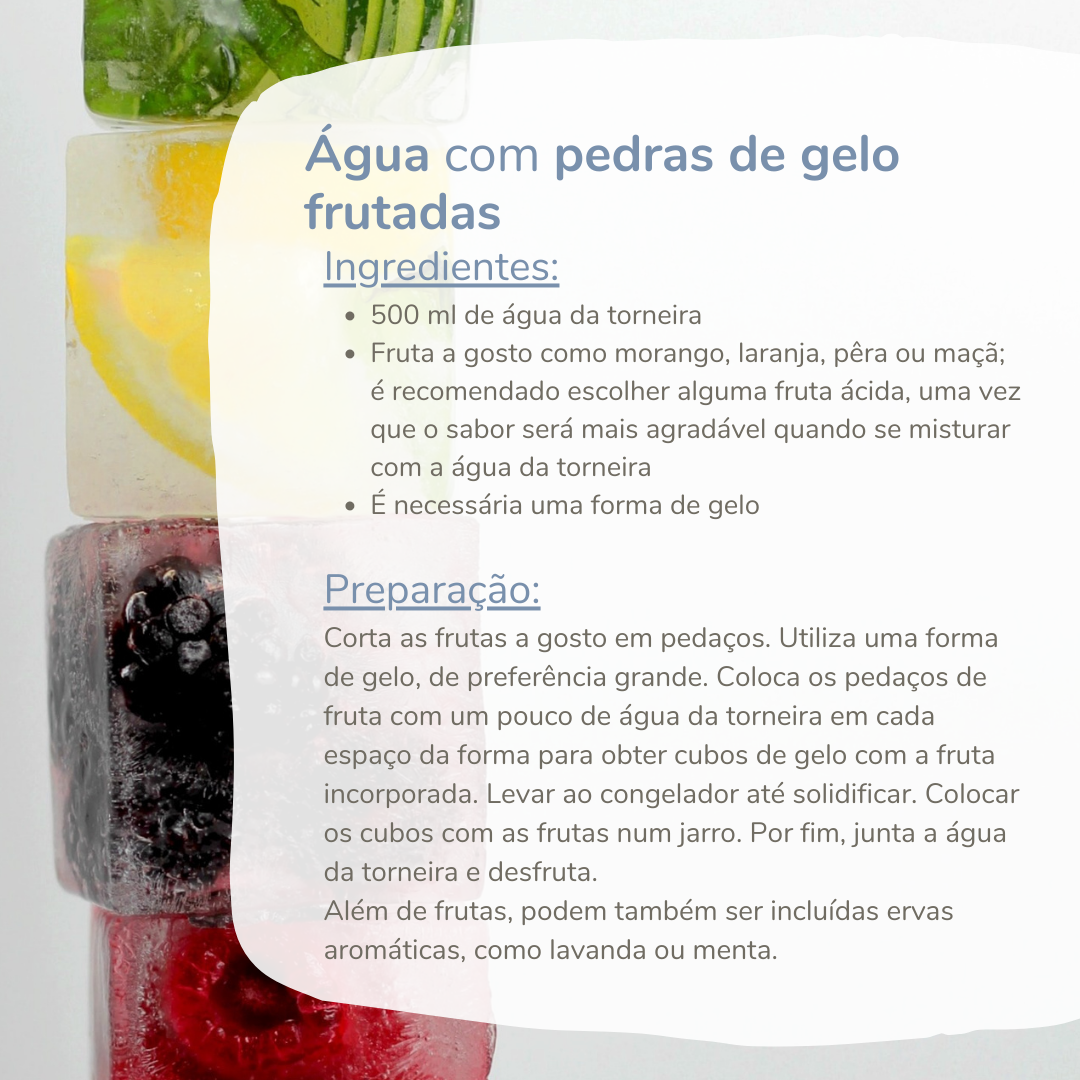 Água com pedras de gelo
frutadas
Ingredientes:
• 500 ml de água da torneira
• Fruta a gosto como morango, laranja, pêra ou maçã;
é recomendado escolher alguma fruta ácida, uma vez
que o sabor será mais agradável quando se misturar
com a água da torneira
• É necessária uma forma de gelo
Preparação:
Corta as frutas a gosto em pedaços. Utiliza uma forma
de gelo, de preferência grande. Coloca os pedaços de
fruta com um pouco de água da torneira em cada
espaço da forma para obter cubos de gelo com a fruta
incorporada. Levar ao congelador até solidificar. Colocar
os cubos com as frutas num jarro. Por fim, junta a água
da torneira e desfruta.
Além de frutas, podem também ser incluídas ervas
aromáticas, como lavanda ou menta.